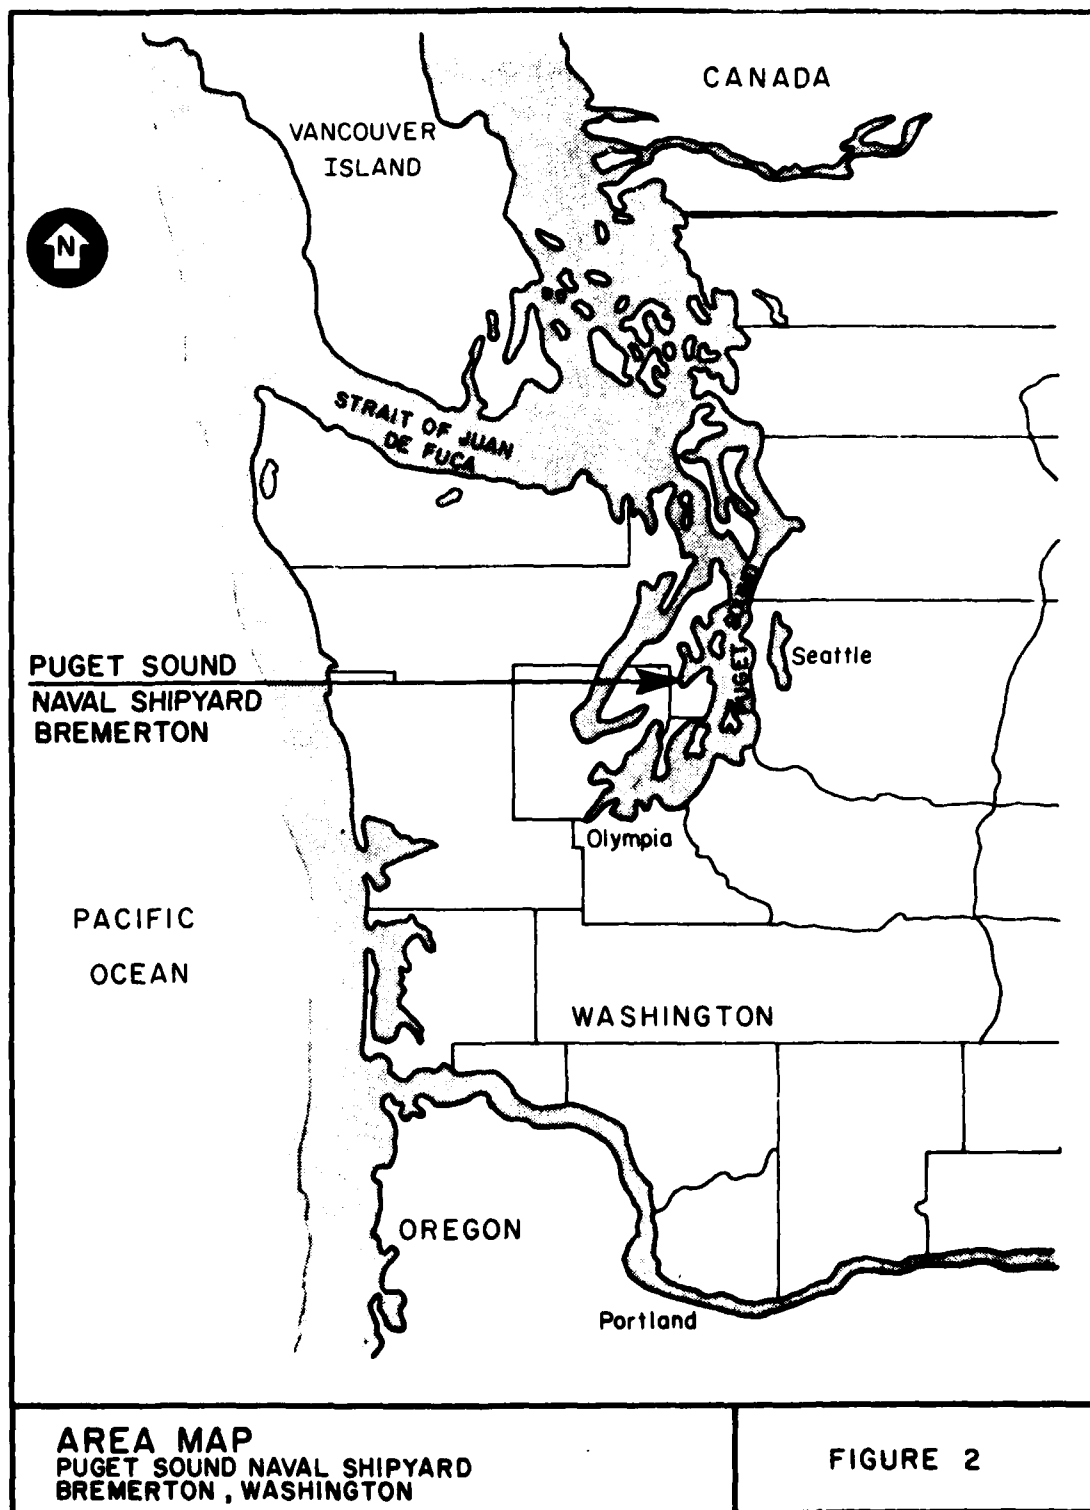 CANADA
VANCOUVER
ISLAND
N
STRAIT OF JUAN
DE FUCA
PUGET SOUND
Seattle
PUGET SOUND
NAVAL SHIPYARD
BREMERTON
Olympia
PACIFIC
OCEAN
WASHINGTON
OREGON
Portland
AREA MAP
PUGET SOUND NAVAL SHIPYARD
BREMERTON, WASHINGTON
FIGURE 2